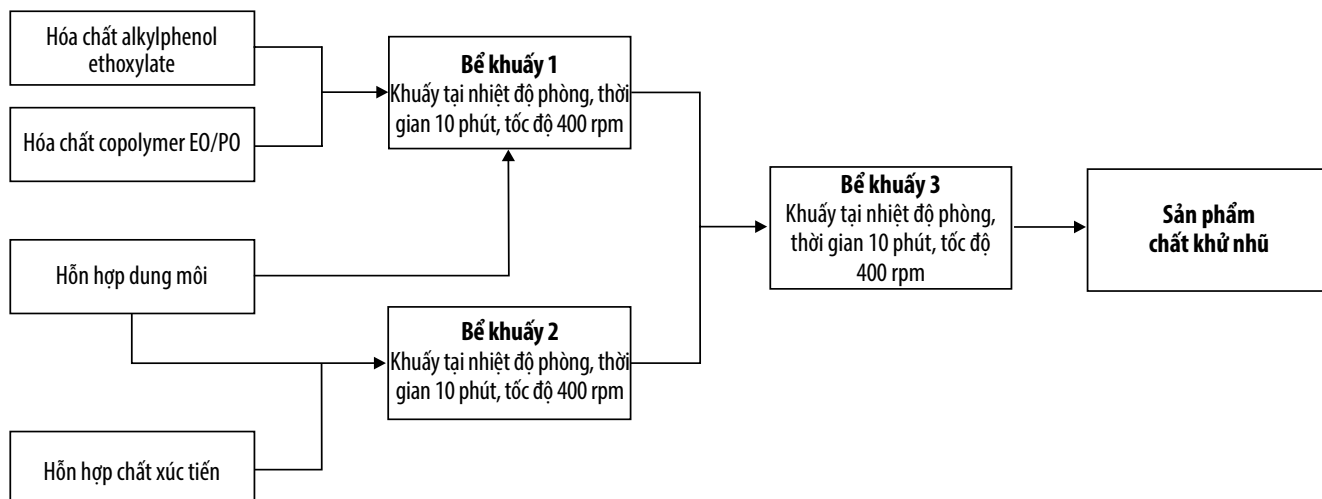 Hóa chất alkylphenol
ethoxylate
Hóa chất copolymer EO/PO
Hỗn hợp dung môi
Hỗn hợp chất xúc tiến
Bể khuấy 1
Khuấy tại nhiệt độ phòng, thời
gian 10 phút, tốc độ 400 rpm
Bể khuấy 2
Khuấy tại nhiệt độ phòng, thời
gian 10 phút, tốc độ 400 rpm
Bể khuấy 3
Khuấy tại nhiệt độ phòng,
thời gian 10 phút, tốc độ
400 rpm
Sản phẩm
chất khử nhũ